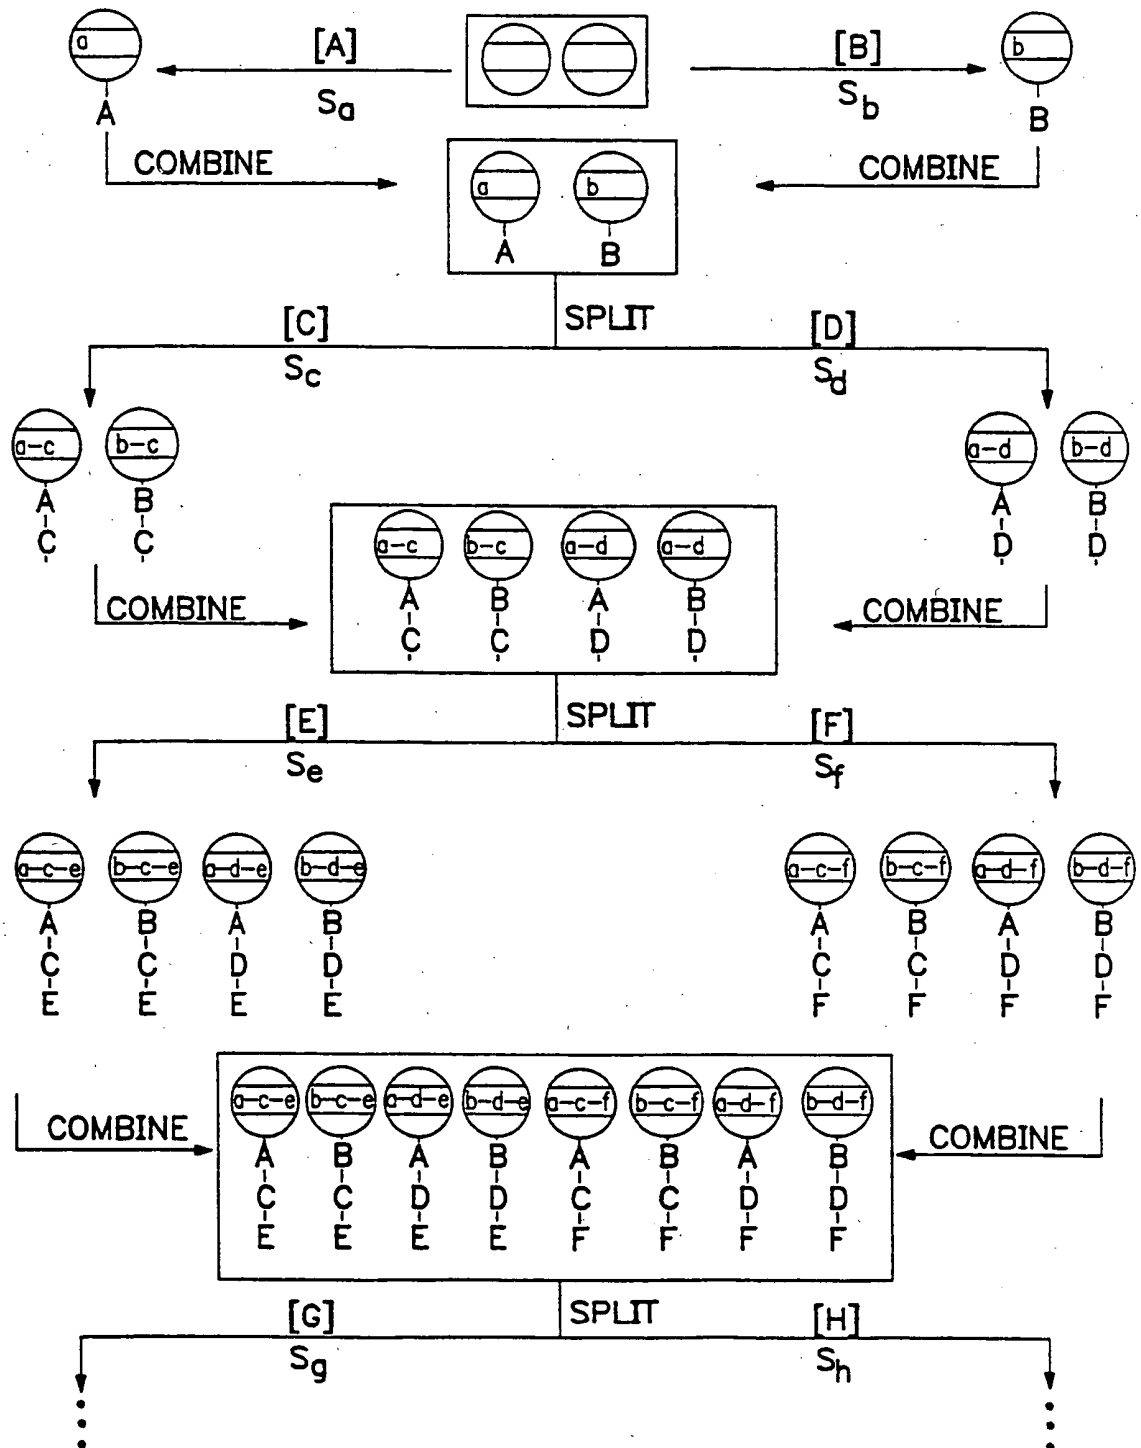 a [A] [B] b
Sa Sb
A B
COMBINE COMBINE
a b
A B
[C] SPLIT [D]
Sc Sd
a-c b-c a-d b-d
A B A B
C C D D
a-c b-c a-d a-d
A B A B
C C D D
COMBINE COMBINE
[E] SPLIT [F]
Se Sf
a-c-e b-c-e a-d-e b-d-e a-c-f b-c-f a-d-f b-d-f
A B A B A B A B
C C D D C C D D
E E E E F F F F
a-c-e b-c-e a-d-e b-d-e a-c-f b-c-f a-d-f b-d-f
COMBINE COMBINE
A B A B A B A B
C C D D C C D D
E E E E F F F F
[G] SPLIT [H]
Sg Sh